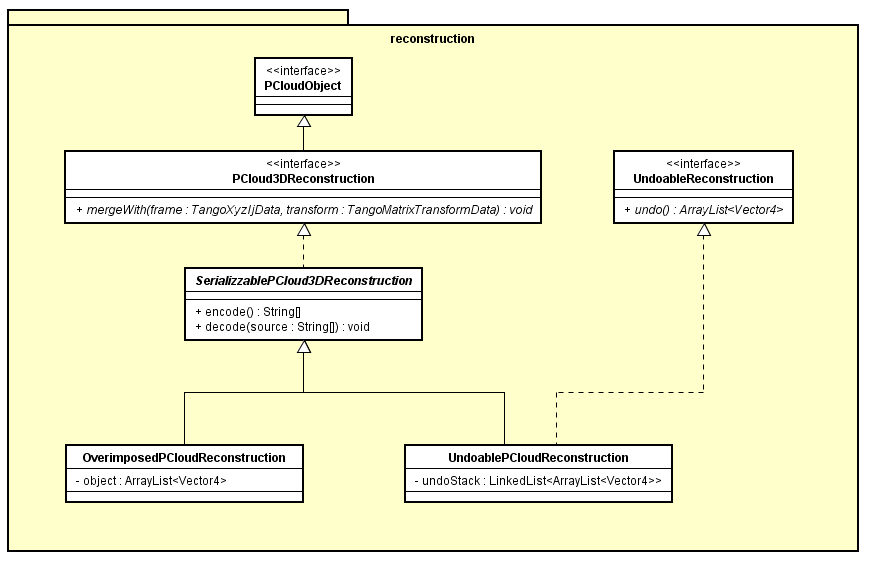 reconstruction
<<interface>>
PCloudObject
<<interface>>
PCloud3DReconstruction
+ mergeWith(frame : TangoXyzIjData, transform : TangoMatrixTransformData) : void
<<interface>>
UndoableReconstruction
+ undo() : ArrayList<Vector4>
SerializzablePCloud3DReconstruction
+ encode() : String[]
+ decode(source : String[]) : void
OverimposedPCloudReconstruction
- object : ArrayList<Vector4>
UndoablePCloudReconstruction
- undoStack : LinkedList<ArrayList<Vector4>>